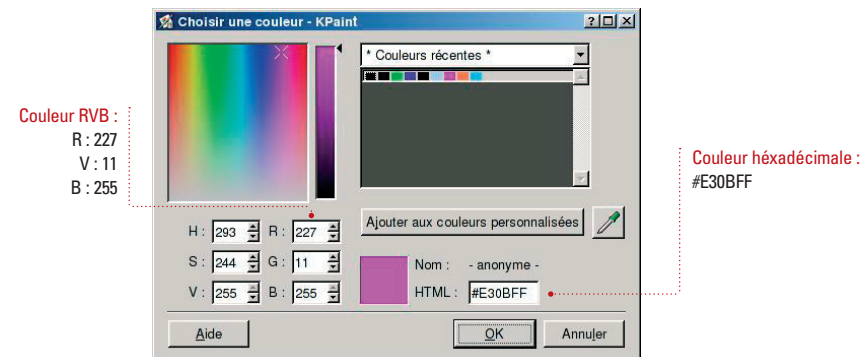 Choisir une couleur - KPaint
* Couleurs récentes *
Couleur RVB :
R : 227
V : 11
B : 255
Couleur héxadécimale :
#E30BFF
Ajouter aux couleurs personnalisées
H : 293 R : 227
S : 244 G : 11
V : 255 B : 255
Nom : - anonyme -
HTML : #E30BFF
Aide
OK
Annuler